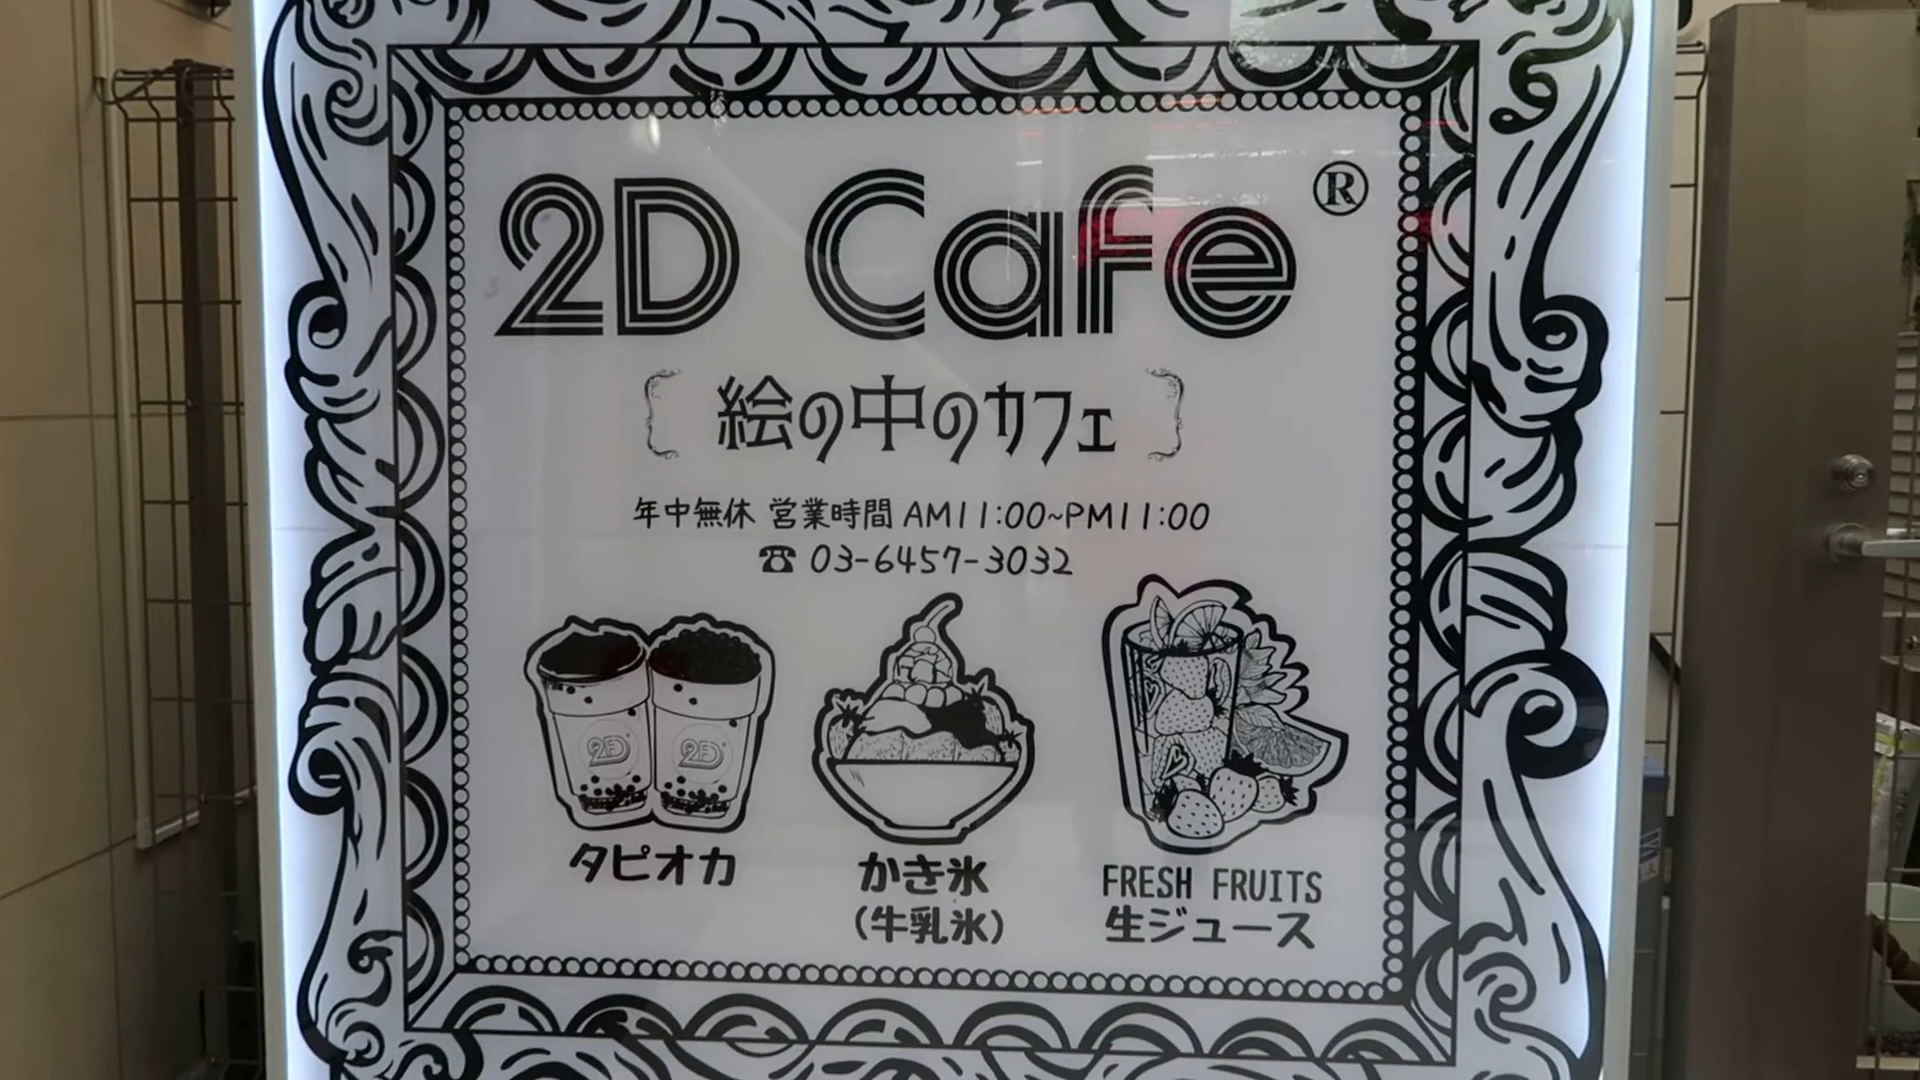 2D Cafe ®
絵の中のカフェ
年中無休 営業時間 AM11:00~PM11:00
☎ 03-6457-3032
2D 2D
タピオカ
かき氷
(牛乳氷)
FRESH FRUITS
生ジュース